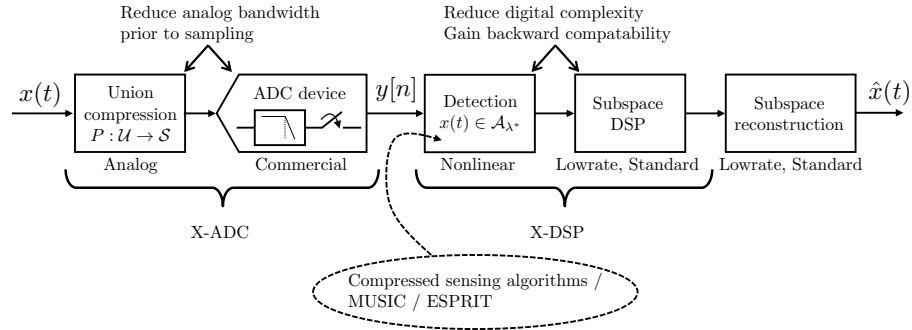 Reduce analog bandwidth
prior to sampling
Reduce digital complexity
Gain backward compatability
x(t)
Union
compression
P : U → S
Analog
ADC device
Commercial
y[n]
Detection
x(t) ∈ A_λ*
Nonlinear
Subspace
DSP
Lowrate, Standard
Subspace
reconstruction
Lowrate, Standard
x̂(t)
X-ADC
X-DSP
Compressed sensing algorithms /
MUSIC / ESPRIT